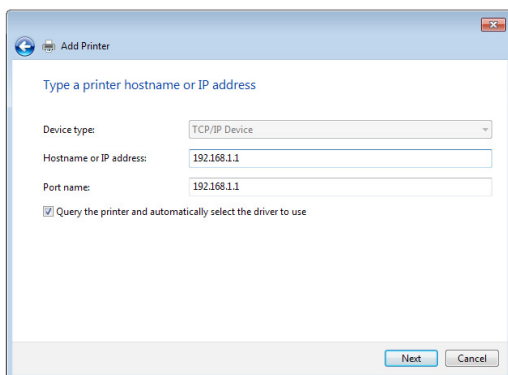 Add Printer
Type a printer hostname or IP address
Device type: TCP/IP Device
Hostname or IP address: 192.168.1.1
Port name: 192.168.1.1
Query the printer and automatically select the driver to use
Next Cancel